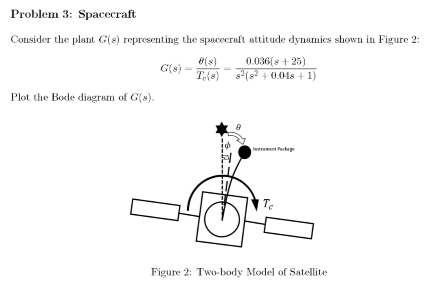 Problem 3: Spacecraft
Consider the plant G(s) representing the spacecraft attitude dynamics shown in Figure 2:
G(s) = θ(s)/T_c(s) = 0.036(s + 25)/s²(s² + 0.04s + 1)
Plot the Bode diagram of G(s).
θ
Instrument Package
ϕ
T_c
Figure 2: Two-body Model of Satellite